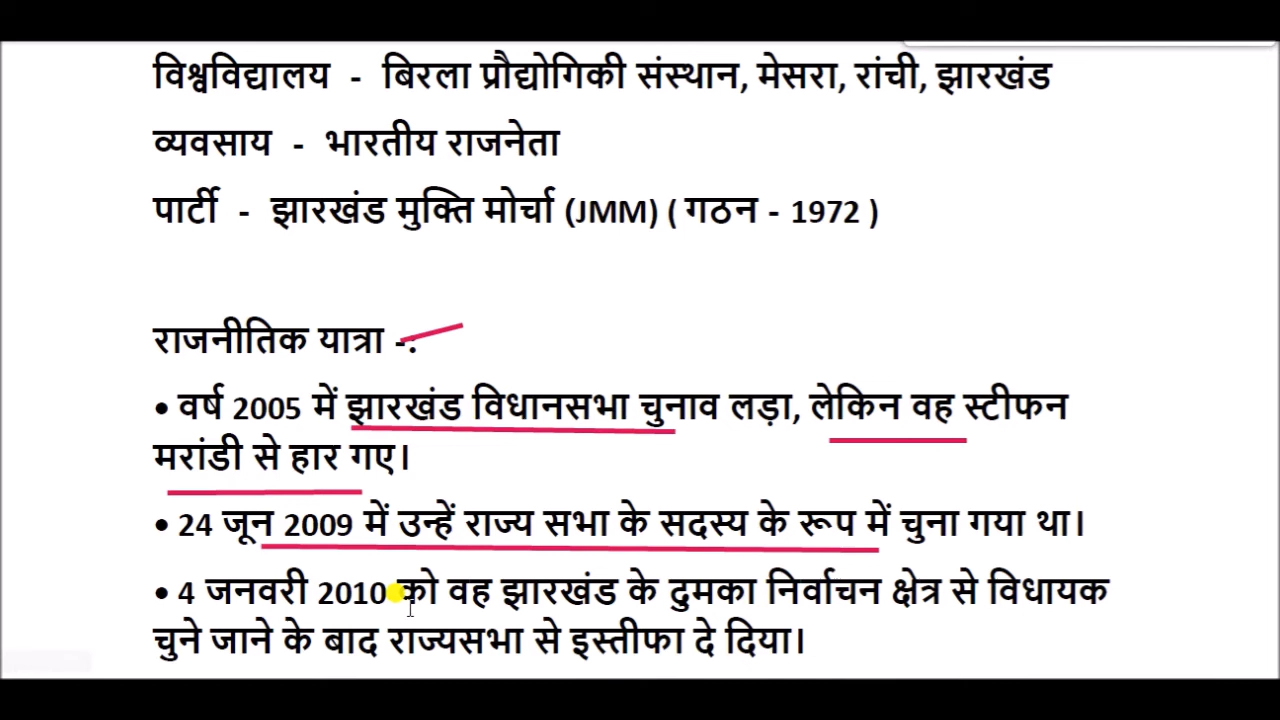 विश्वविद्यालय - बिरला प्रौद्योगिकी संस्थान, मेसरा, रांची, झारखंड
व्यवसाय - भारतीय राजनेता
पार्टी - झारखंड मुक्ति मोर्चा (JMM) ( गठन - 1972 )
राजनीतिक यात्रा -:
• वर्ष 2005 में झारखंड विधानसभा चुनाव लड़ा, लेकिन वह स्टीफन
मरांडी से हार गए।
• 24 जून 2009 में उन्हें राज्य सभा के सदस्य के रूप में चुना गया था।
• 4 जनवरी 2010 को वह झारखंड के दुमका निर्वाचन क्षेत्र से विधायक
चुने जाने के बाद राज्यसभा से इस्तीफा दे दिया।